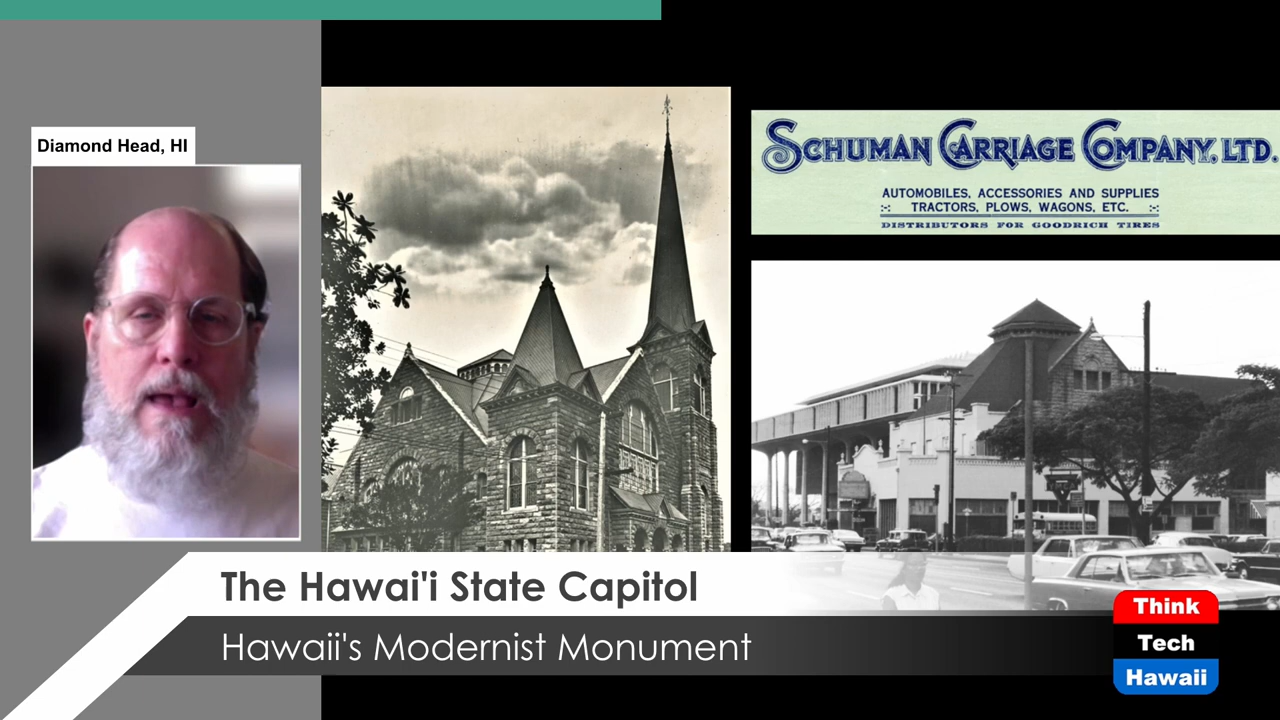 Diamond Head, HI
SCHUMAN CARRIAGE COMPANY, LTD.
AUTOMOBILES, ACCESSORIES AND SUPPLIES
TRACTORS, PLOWS, WAGONS, ETC.
DISTRIBUTORS FOR GOODRICH TIRES
The Hawai'i State Capitol
Hawaii's Modernist Monument
Think
Tech
Hawaii